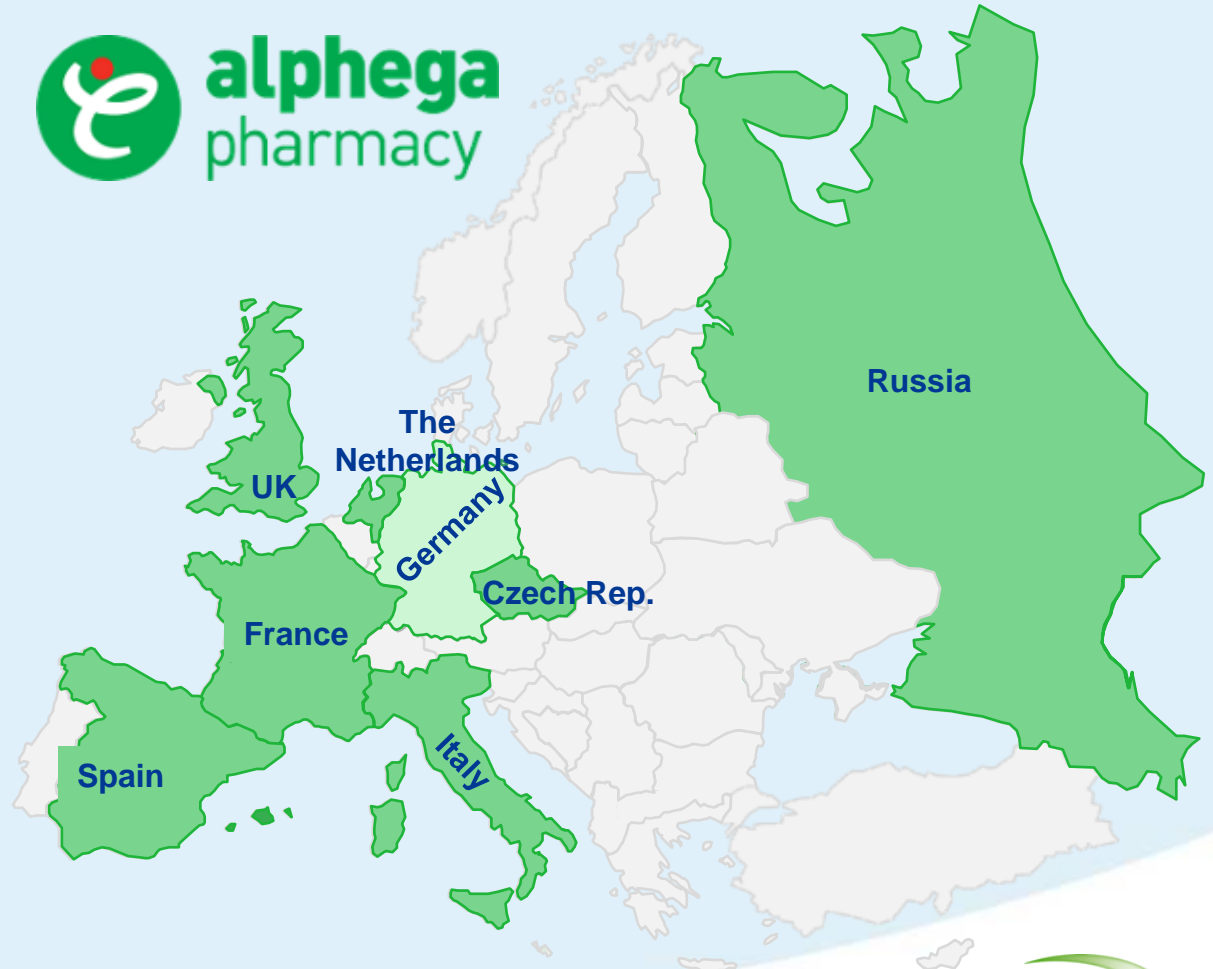 alphega
pharmacy
Russia
The
Netherlands
UK
Germany
Czech Rep.
France
Italy
Spain